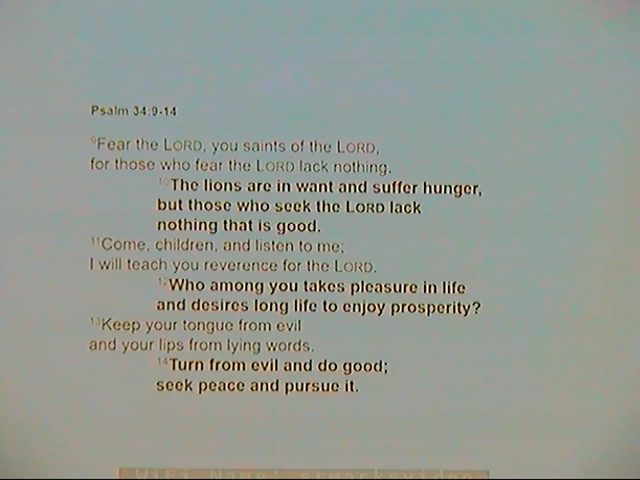 Psalm 34:9-14
9Fear the LORD, you saints of the LORD,
for those who fear the LORD lack nothing.
10The lions are in want and suffer hunger,
but those who seek the LORD lack
nothing that is good.
11Come, children, and listen to me;
I will teach you reverence for the LORD.
12Who among you takes pleasure in life
and desires long life to enjoy prosperity?
13Keep your tongue from evil
and your lips from lying words.
14Turn from evil and do good;
seek peace and pursue it.
WiFi Name: